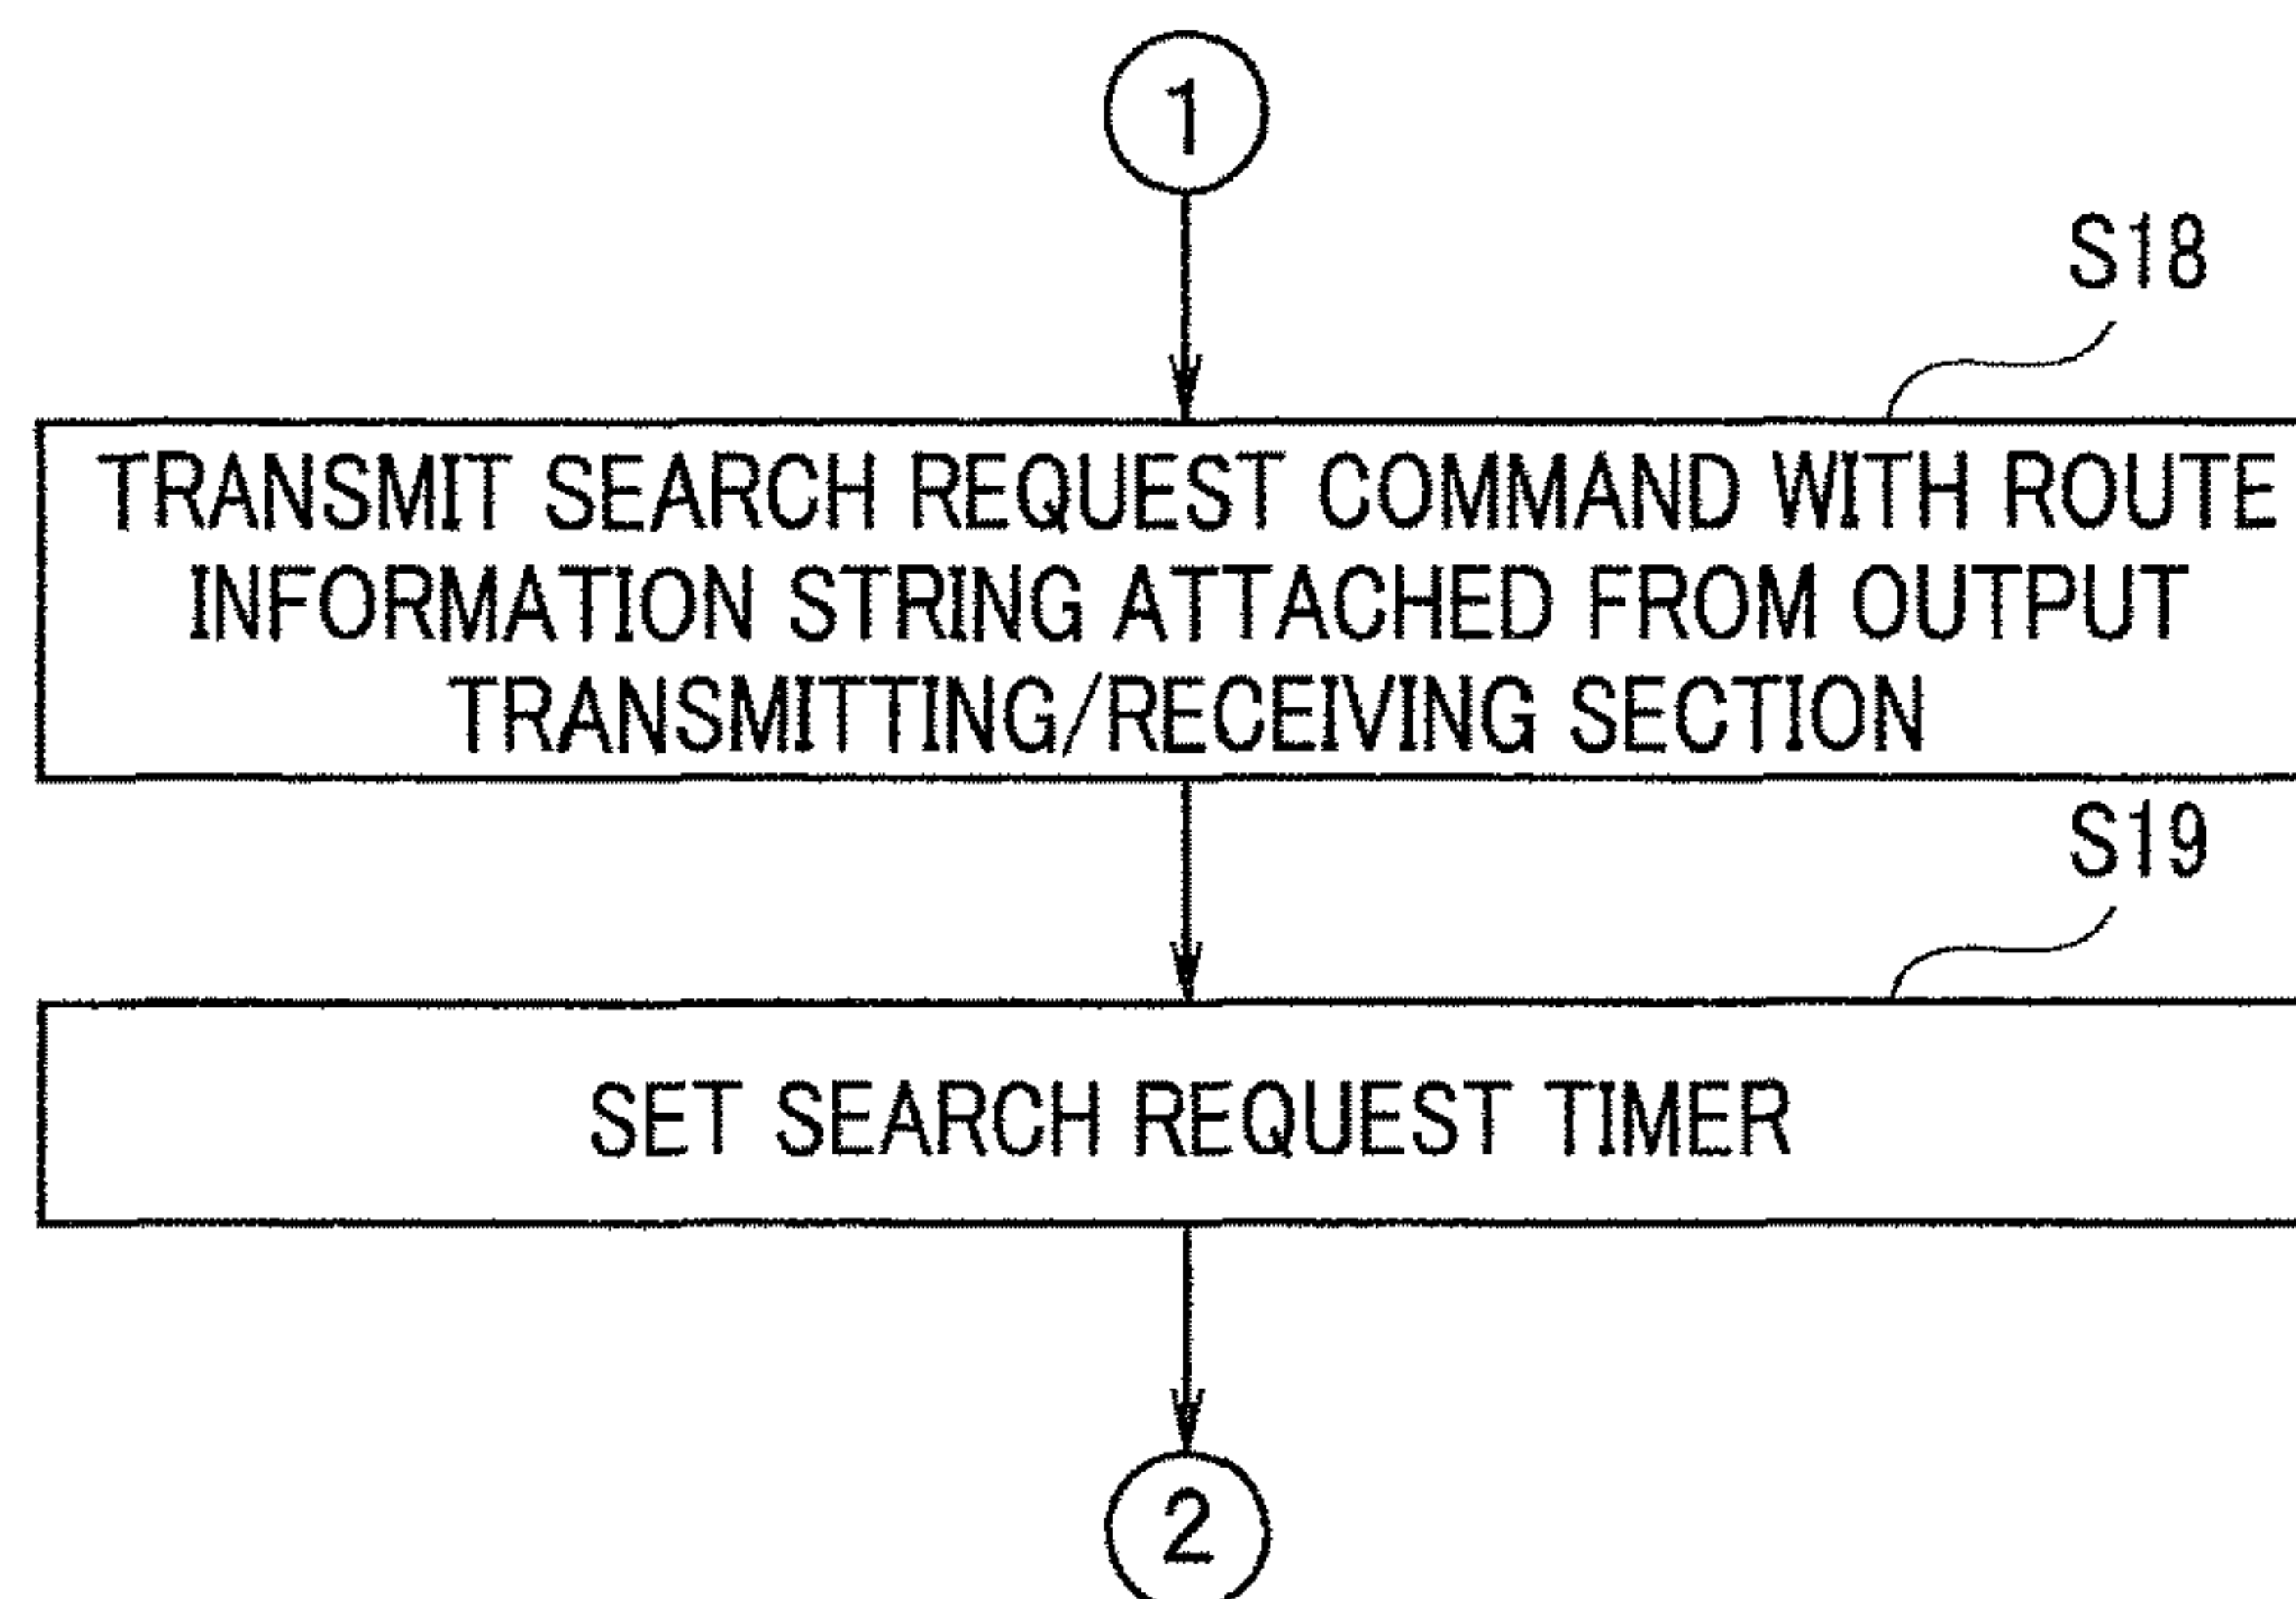 1
S18
TRANSMIT SEARCH REQUEST COMMAND WITH ROUTE
INFORMATION STRING ATTACHED FROM OUTPUT
TRANSMITTING/RECEIVING SECTION
S19
SET SEARCH REQUEST TIMER
2